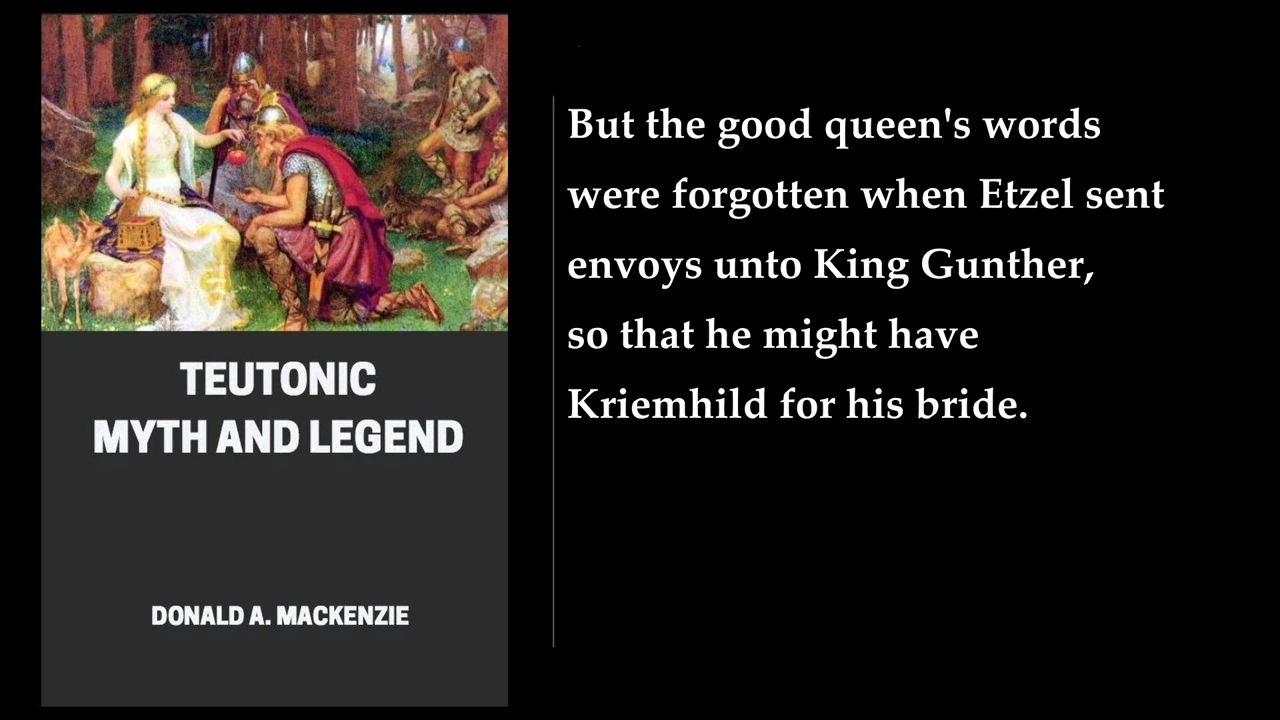 TEUTONIC
MYTH AND LEGEND
DONALD A. MACKENZIE
But the good queen's words
were forgotten when Etzel sent
envoys unto King Gunther,
so that he might have
Kriemhild for his bride.